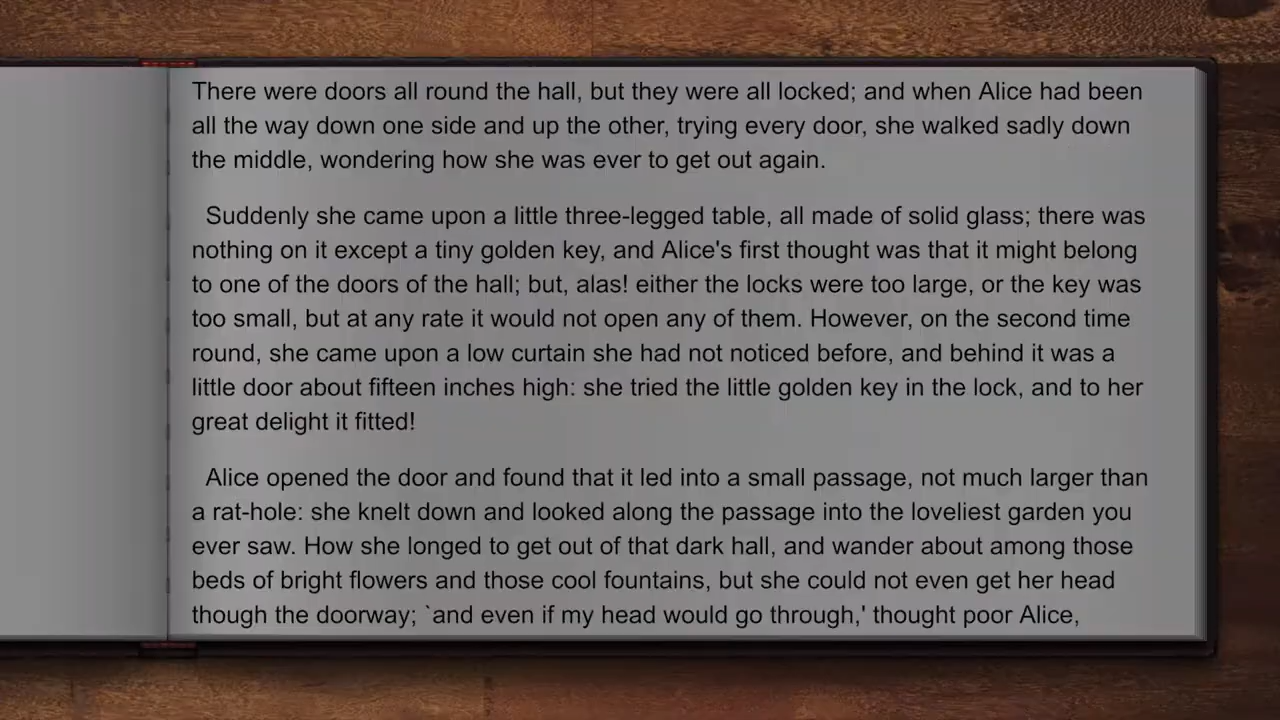 There were doors all round the hall, but they were all locked; and when Alice had been
all the way down one side and up the other, trying every door, she walked sadly down
the middle, wondering how she was ever to get out again.
Suddenly she came upon a little three-legged table, all made of solid glass; there was
nothing on it except a tiny golden key, and Alice's first thought was that it might belong
to one of the doors of the hall; but, alas! either the locks were too large, or the key was
too small, but at any rate it would not open any of them. However, on the second time
round, she came upon a low curtain she had not noticed before, and behind it was a
little door about fifteen inches high: she tried the little golden key in the lock, and to her
great delight it fitted!
Alice opened the door and found that it led into a small passage, not much larger than
a rat-hole: she knelt down and looked along the passage into the loveliest garden you
ever saw. How she longed to get out of that dark hall, and wander about among those
beds of bright flowers and those cool fountains, but she could not even get her head
though the doorway; `and even if my head would go through,' thought poor Alice,